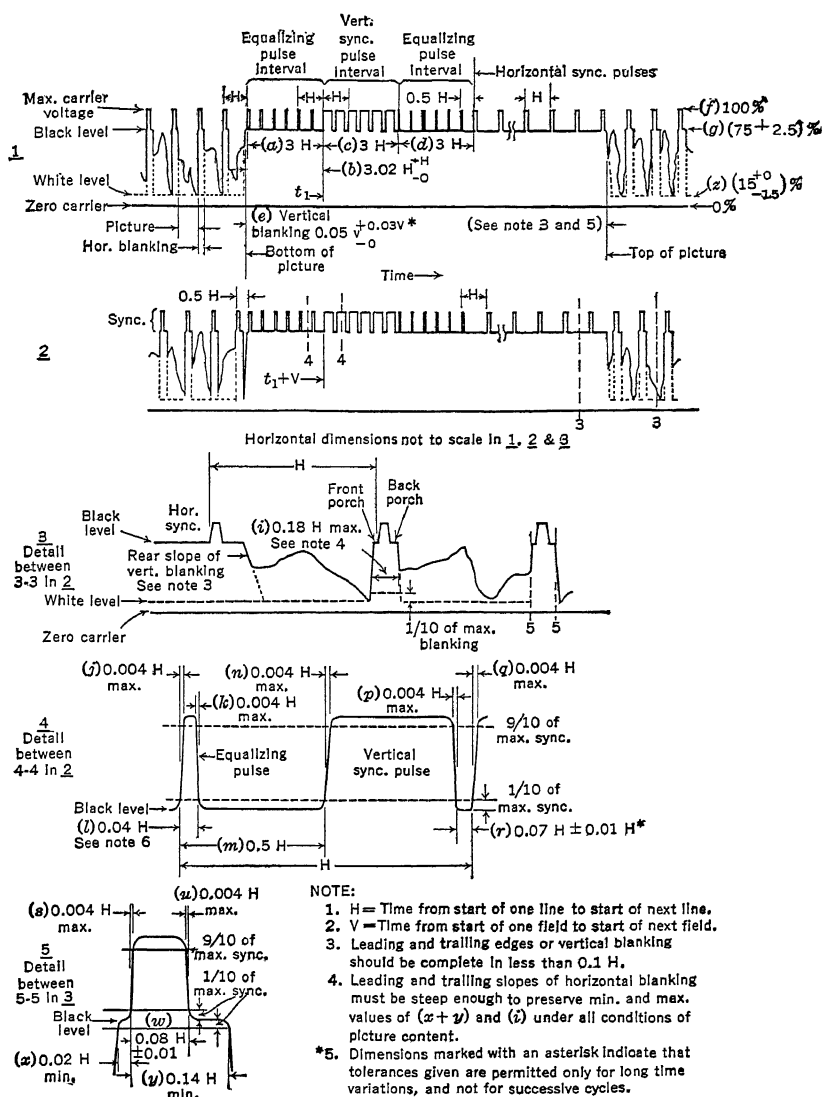 Vert.
Equalizing sync. Equalizing
pulse pulse pulse
interval interval interval
Horizontal sync. pulses
H H 0.5 H H
Max. carrier
voltage
(f) 100%
Black level
(g) (75 + 2.5) %
1
(a) 3 H (c) 3 H (d) 3 H
(b) 3.02 H +H -0
t₁
White level
(z) (15 +0 -15) %
Zero carrier
0%
Picture
Hor. blanking
(e) Vertical
blanking 0.05 v +0.03V* -0
(See note 3 and 5)
Bottom of
picture
Time
Top of picture
0.5 H
H
Sync.
2
4 4
t₁+V
3 3
Horizontal dimensions not to scale in 1, 2 & 3
H
Hor.
sync.
Front
porch
Back
porch
Black
level
3
Detail
between
3-3 in 2
(i) 0.18 H max.
See note 4
Rear slope of
vert. blanking
See note 3
White level
Zero carrier
1/10 of max.
blanking
5 5
(j) 0.004 H
max.
(n) 0.004 H
max.
(q) 0.004 H
max.
(k) 0.004 H
max.
(p) 0.004 H
max.
9/10 of
max. sync.
4
Detail
between
4-4 in 2
Equalizing
pulse
Vertical
sync. pulse
1/10 of
max. sync.
Black level
(l) 0.04 H
See note 6
(m) 0.5 H
(r) 0.07 H ± 0.01 H*
H
(u) 0.004 H
max.
(s) 0.004 H
max.
9/10 of
max. sync.
5
Detail
between
5-5 in 3
1/10 of
max. sync.
Black
level
(w)
0.08 H
±0.01
(x) 0.02 H
min.
(y) 0.14 H
min.
NOTE:
1. H = Time from start of one line to start of next line.
2. V = Time from start of one field to start of next field.
3. Leading and trailing edges or vertical blanking
should be complete in less than 0.1 H.
4. Leading and trailing slopes of horizontal blanking
must be steep enough to preserve min. and max.
values of (x + y) and (i) under all conditions of
picture content.
*5. Dimensions marked with an asterisk indicate that
tolerances given are permitted only for long time
variations, and not for successive cycles.